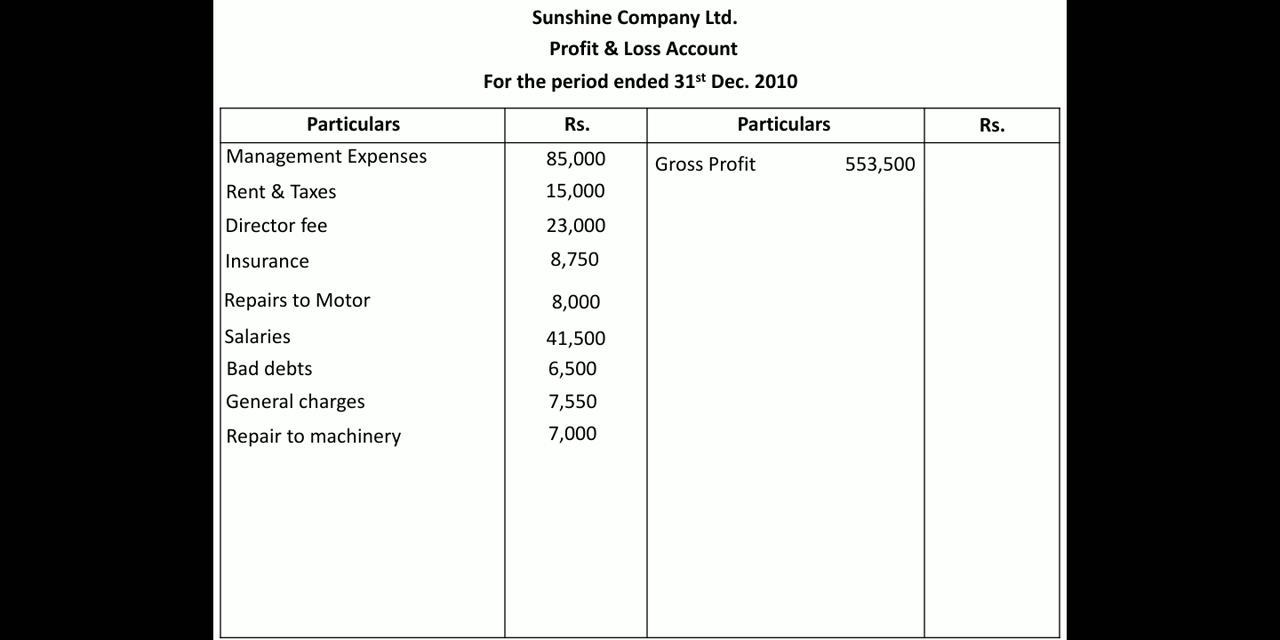 Sunshine Company Ltd.
Profit & Loss Account
For the period ended 31st Dec. 2010
Particulars Rs. Particulars Rs.
Management Expenses 85,000 Gross Profit 553,500
Rent & Taxes 15,000
Director fee 23,000
Insurance 8,750
Repairs to Motor 8,000
Salaries 41,500
Bad debts 6,500
General charges 7,550
Repair to machinery 7,000